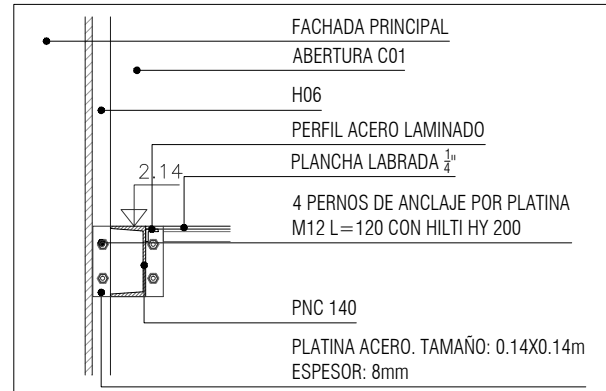 FACHADA PRINCIPAL
ABERTURA C01
H06
PERFIL ACERO LAMINADO
PLANCHA LABRADA 1/4"
2.14
4 PERNOS DE ANCLAJE POR PLATINA
M12 L=120 CON HILTI HY 200
PNC 140
PLATINA ACERO. TAMAÑO: 0.14X0.14m
ESPESOR: 8mm